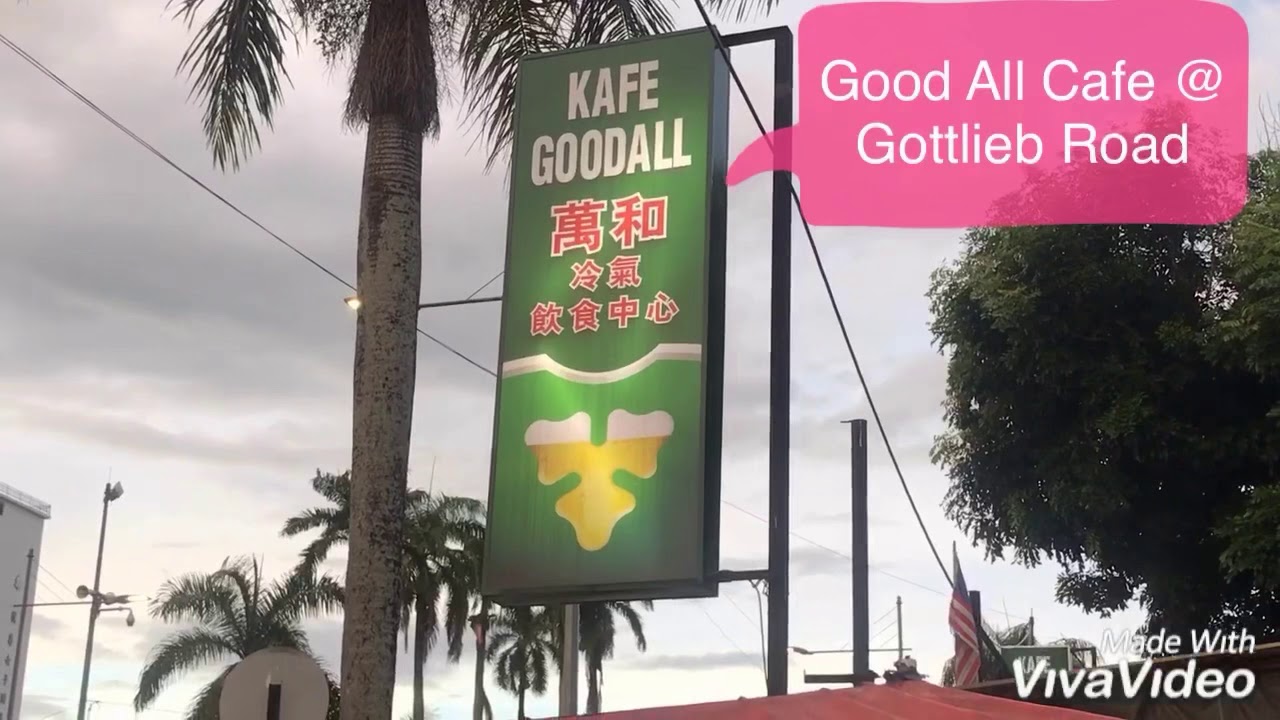 KAFE
GOODALL
萬和
冷氣
飲食中心
Good All Cafe @
Gottlieb Road
Made With
VivaVideo